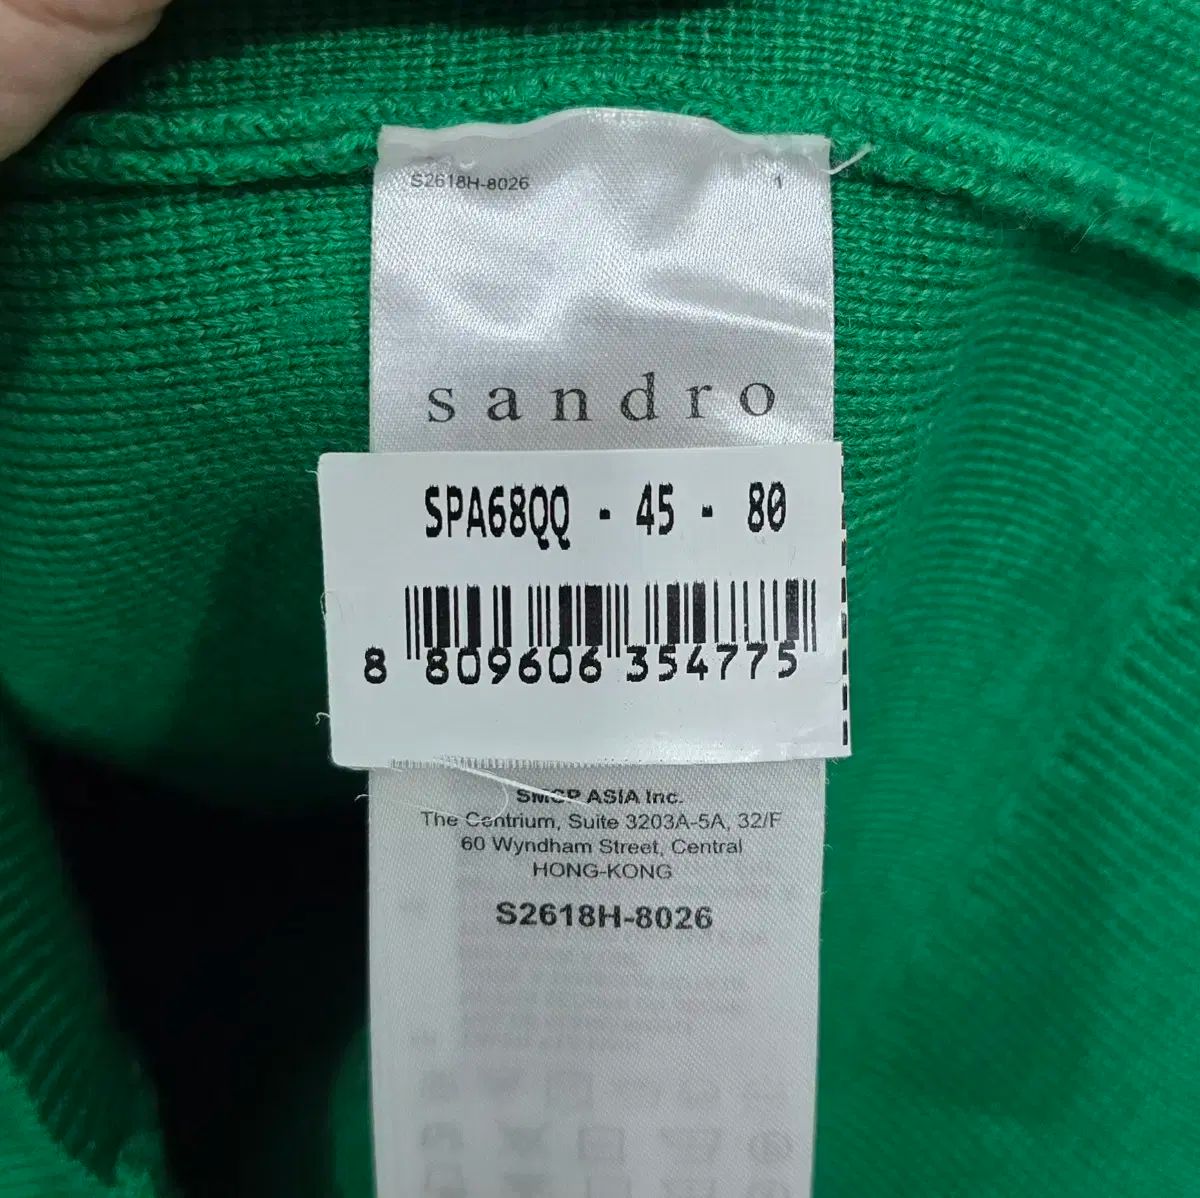 S2618H-8026 1
sandro
SPA68QQ - 45 - 80
8 809606 354775
SMCP ASIA Inc.
The Centrium, Suite 3203A-5A, 32/F
60 Wyndham Street, Central
HONG-KONG
S2618H-8026